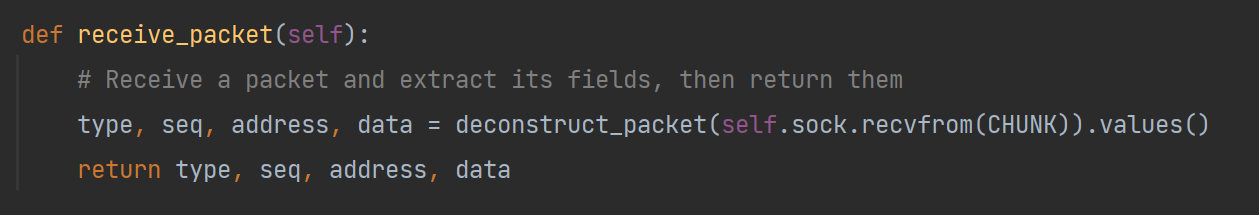 def receive_packet(self):
    # Receive a packet and extract its fields, then return them
    type, seq, address, data = deconstruct_packet(self.sock.recvfrom(CHUNK)).values()
    return type, seq, address, data